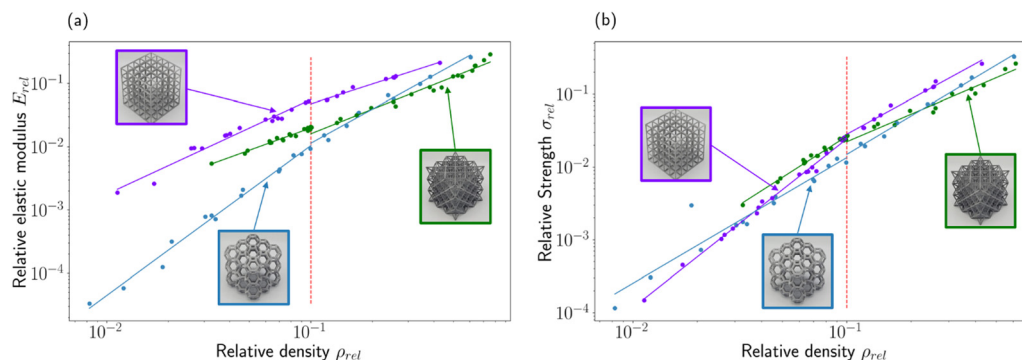 (a)
Relative elastic modulus E_rel
10⁻¹
10⁻²
10⁻³
10⁻⁴
10⁻²
10⁻¹
Relative density ρ_rel
(b)
Relative Strength σ_rel
10⁻¹
10⁻²
10⁻³
10⁻⁴
10⁻²
10⁻¹
Relative density ρ_rel